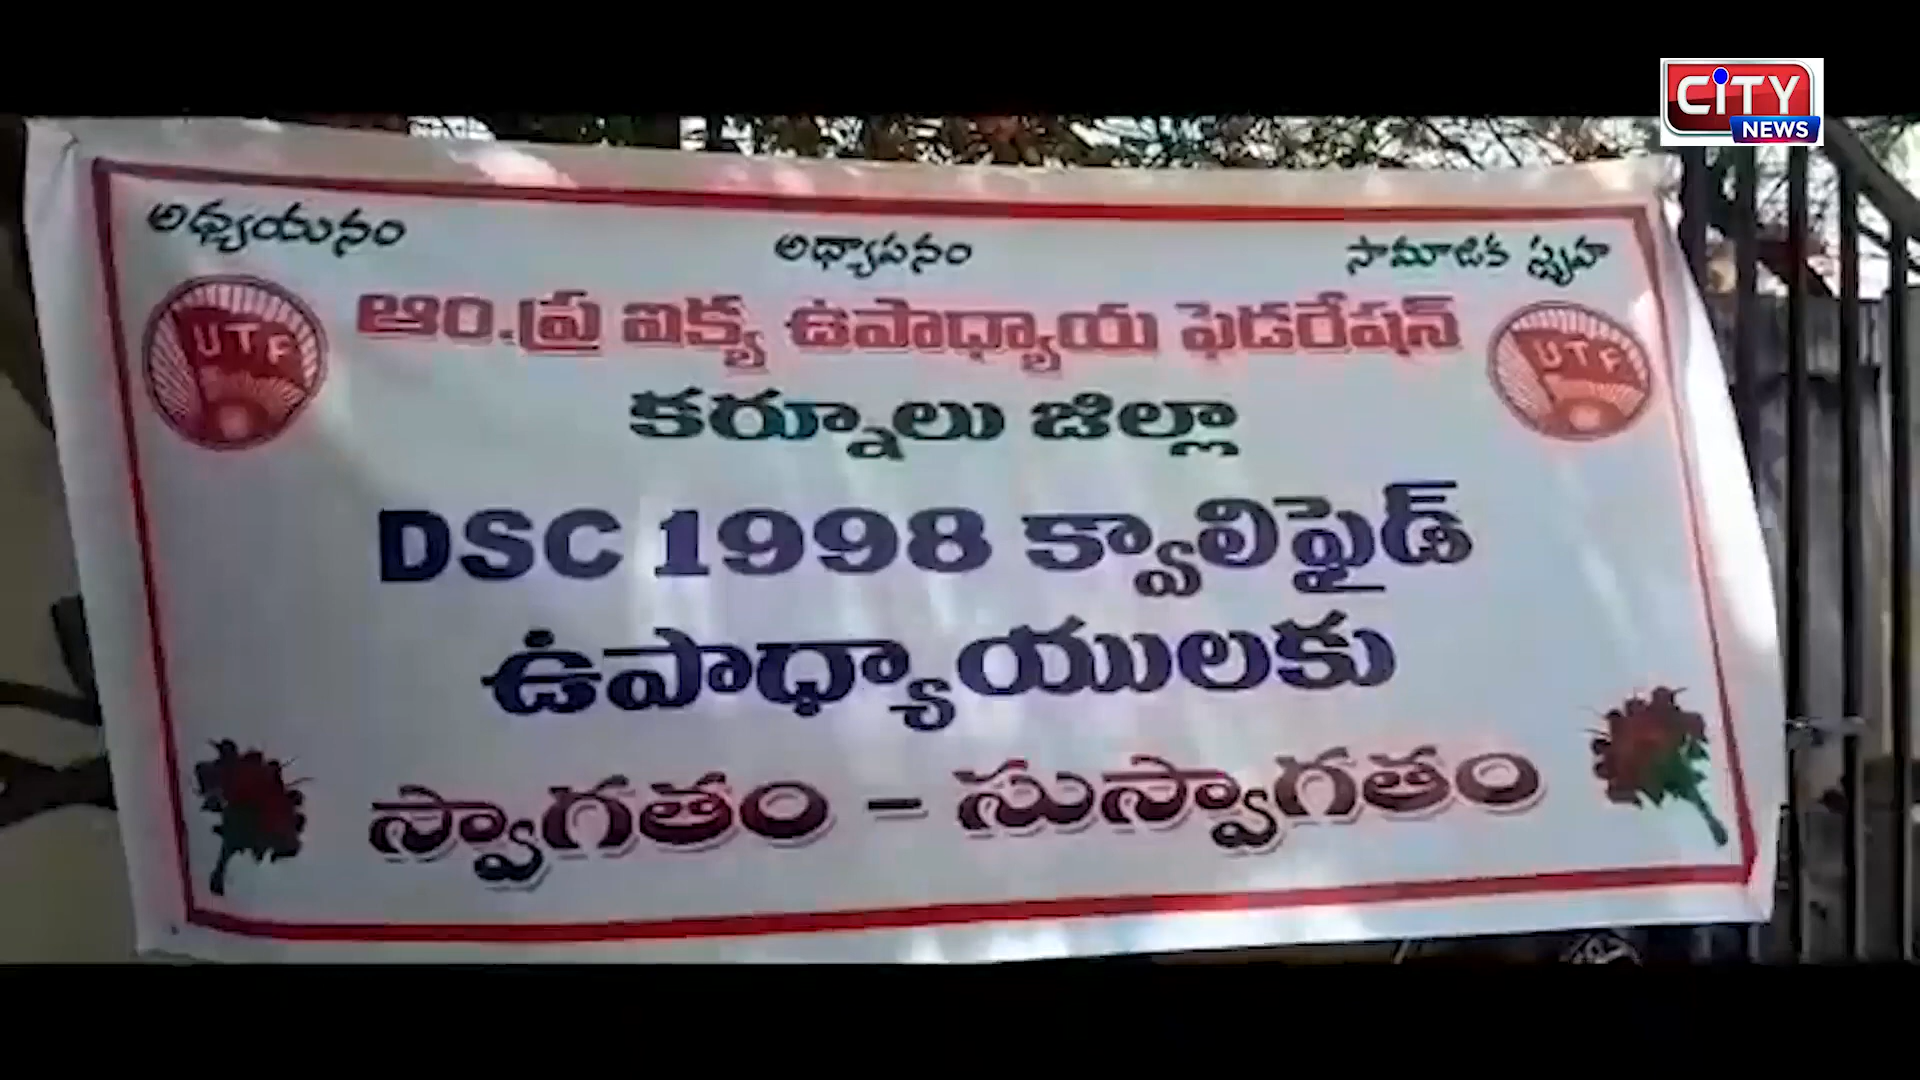 CITY
NEWS
అధ్యయనం అధ్యాపనం సామాజిక స్పృహ
UTF ఆం.ప్ర ఐక్య ఉపాధ్యాయ ఫెడరేషన్ UTF
కర్నూలు జిల్లా
DSC 1998 క్వాలిఫైడ్
ఉపాధ్యాయులకు
స్వాగతం – సుస్వాగతం